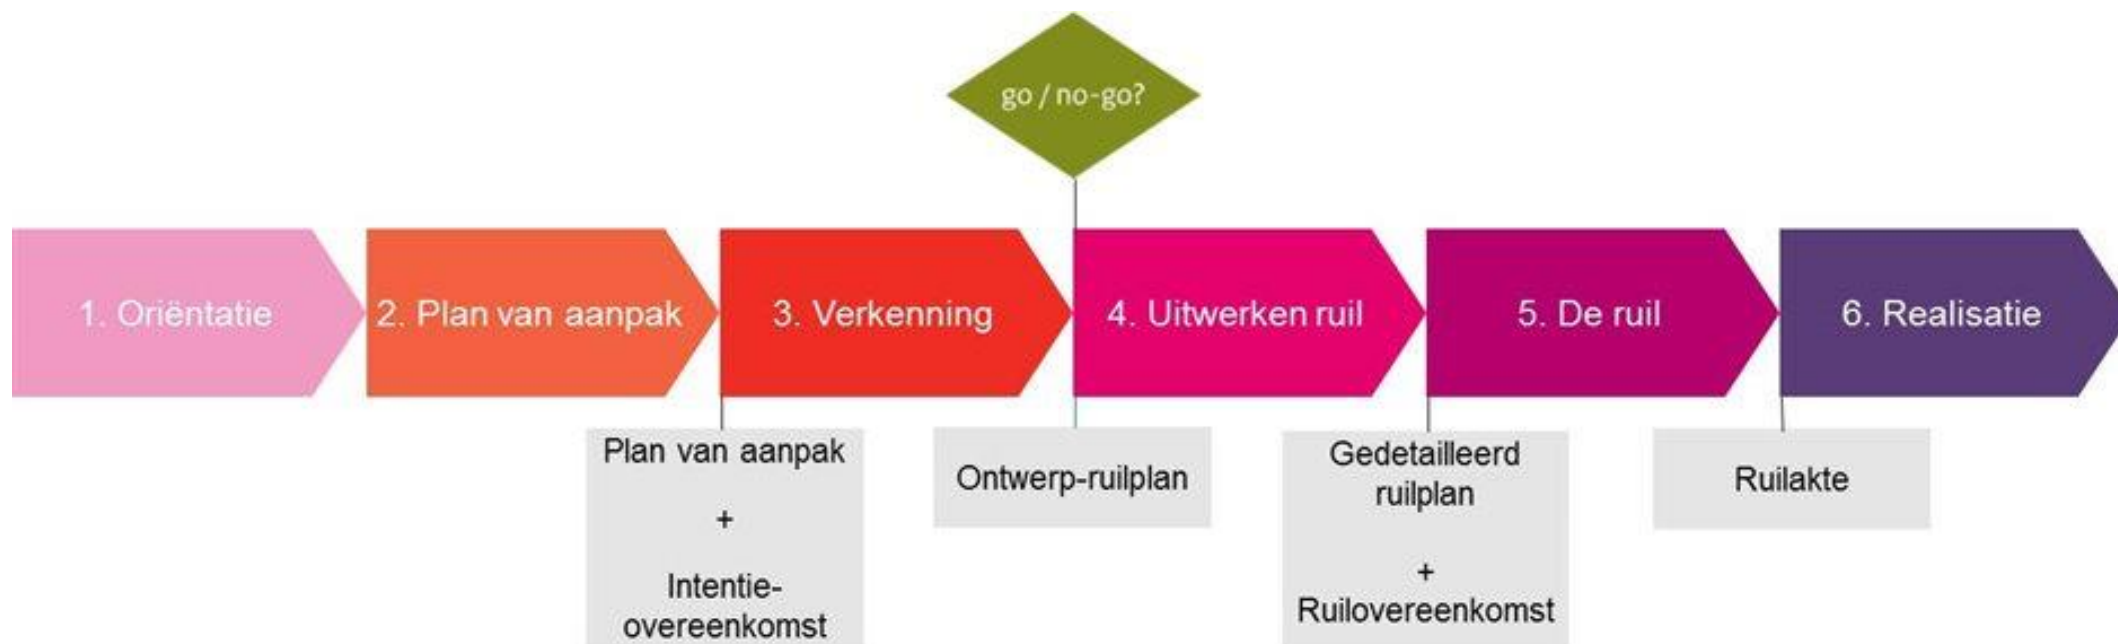 go / no-go?
1. Oriëntatie
2. Plan van aanpak
3. Verkenning
4. Uitwerken ruil
5. De ruil
6. Realisatie
Plan van aanpak
+
Intentie-
overeenkomst
Ontwerp-ruilplan
Gedetailleerd
ruilplan
+
Ruilovereenkomst
Ruilakte